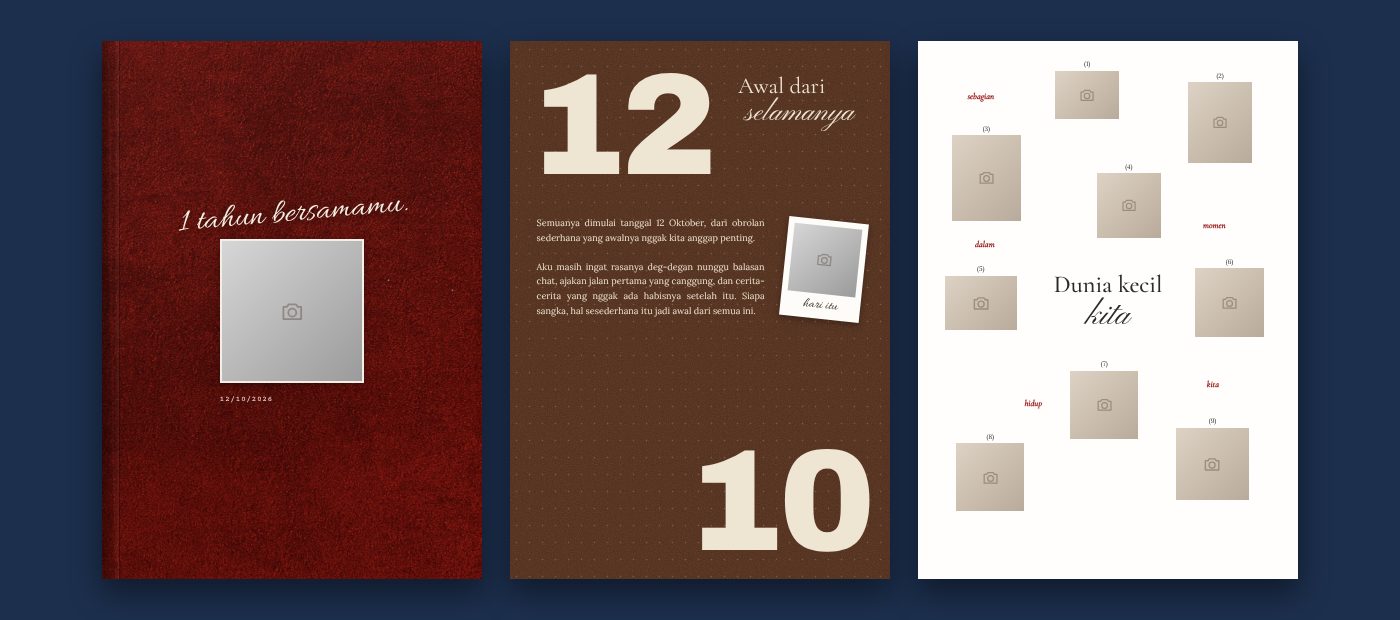 1 tahun bersamamu.
12/10/2026
12
Awal dari
selamanya
Semuanya dimulai tanggal 12 Oktober, dari obrolan
sederhana yang awalnya nggak kita anggap penting.
Aku masih ingat rasanya deg-degan nunggu balasan
chat, ajakan jalan pertama yang canggung, dan cerita-
cerita yang nggak ada habisnya setelah itu. Siapa
sangka, hal sesederhana itu jadi awal dari semua ini.
hari itu
10
(1)
(2)
sebagian
(3)
(4)
momen
dalam
(5)
(6)
Dunia kecil
kita
(7)
kita
hidup
(8)
(9)